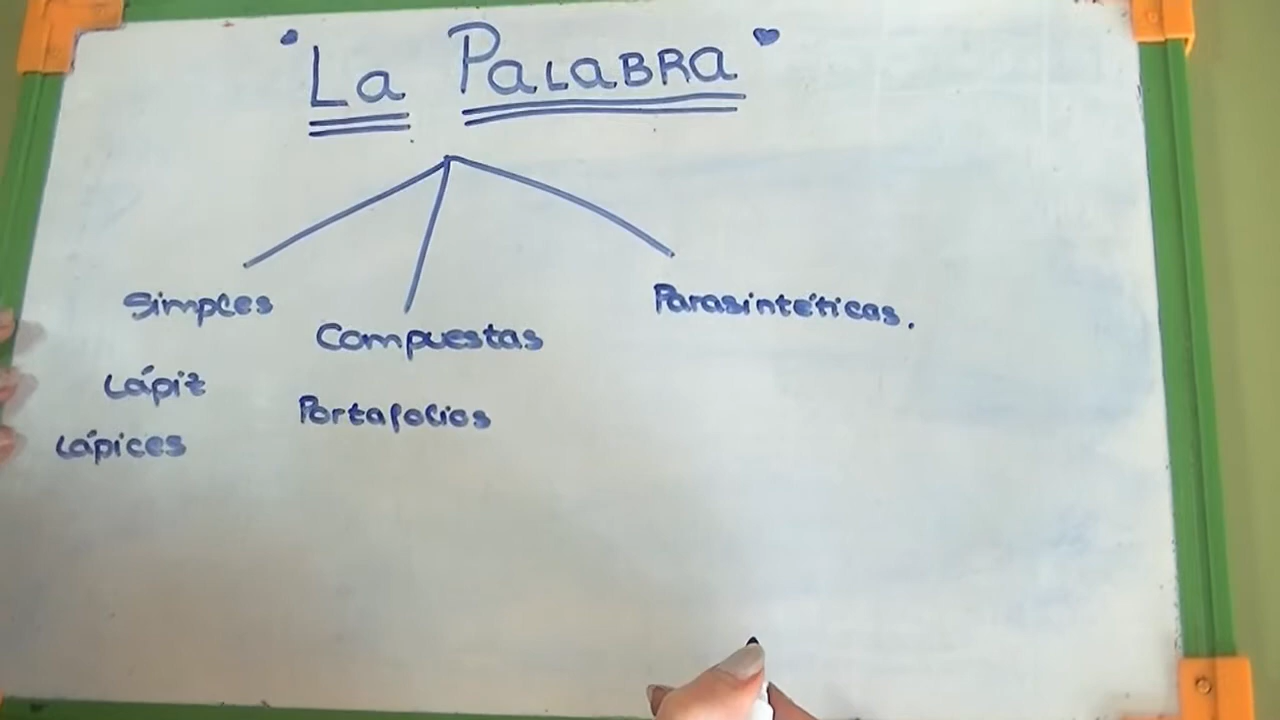 La Palabra
Simples
Compuestas
Parasintéticas.
Lápiz
Lápices
Portafolios